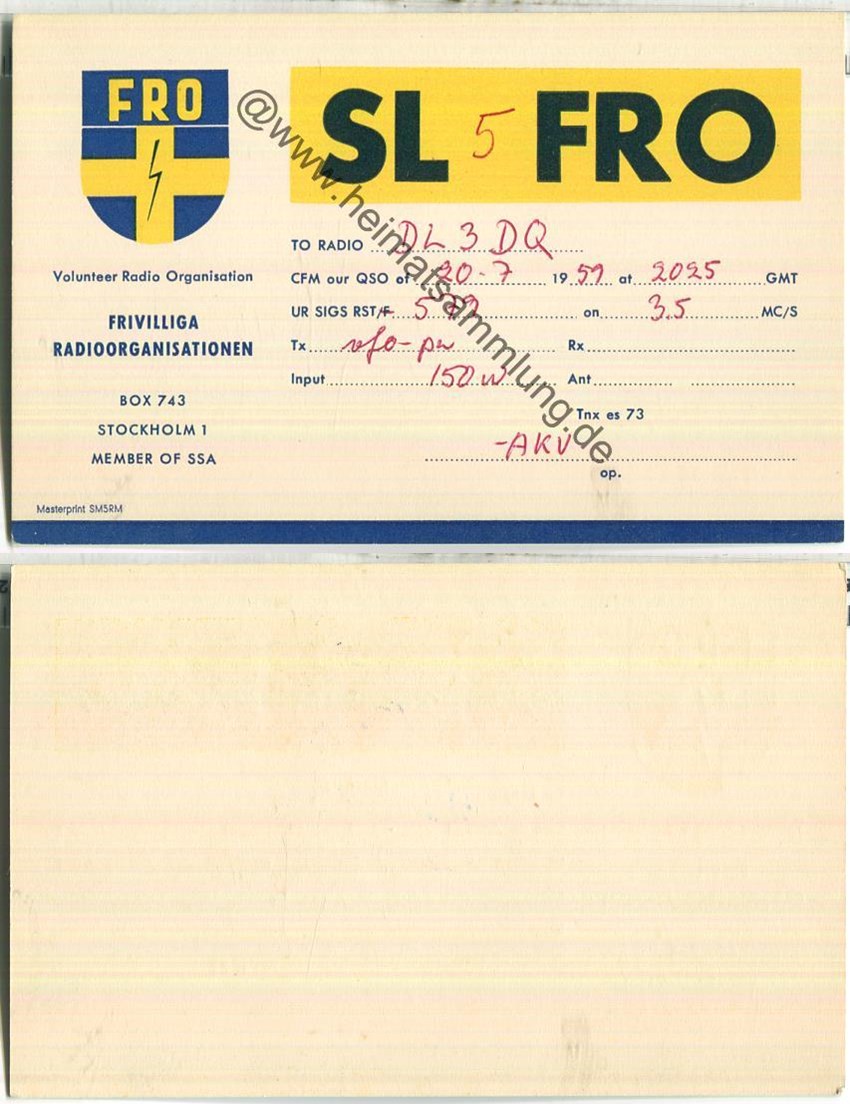 FRO
SL 5 FRO
@www.heimatsammlung.de
TO RADIO DL3DQ
Volunteer Radio Organisation
CFM our QSO of 20-7 1959 at 2025 GMT
FRIVILLIGA
RADIOORGANISATIONEN
UR SIGS RST/F 579 on 3.5 MC/S
Tx vfo-pa Rx
Input 150w Ant
BOX 743
STOCKHOLM 1
MEMBER OF SSA
Tnx es 73
-AKV
op.
Masterprint SM5RM